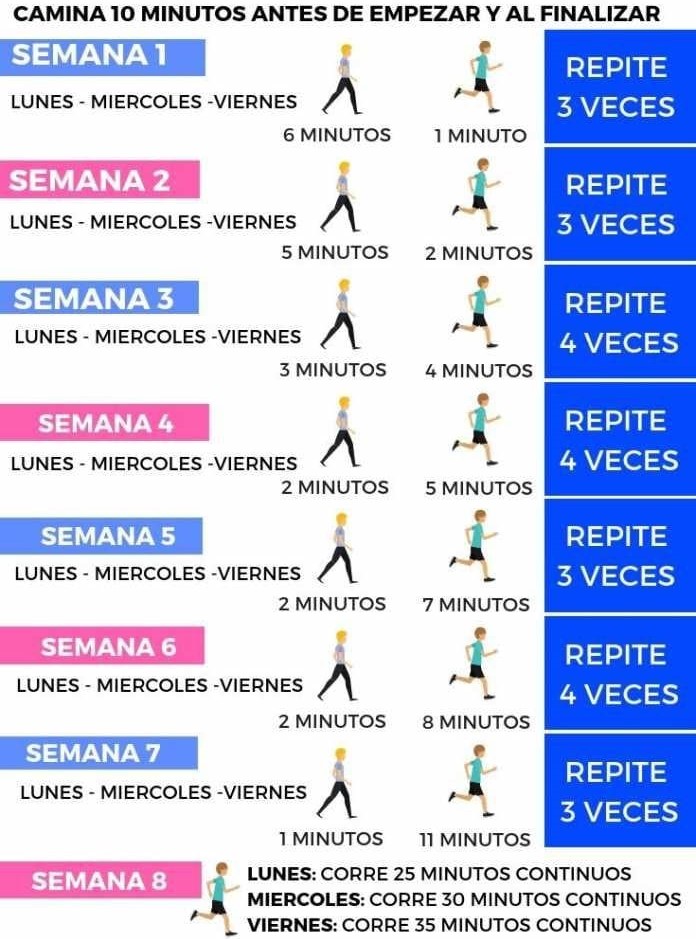 CAMINA 10 MINUTOS ANTES DE EMPEZAR Y AL FINALIZAR
SEMANA 1
LUNES - MIERCOLES -VIERNES
6 MINUTOS
1 MINUTO
REPITE
3 VECES
SEMANA 2
LUNES - MIERCOLES -VIERNES
5 MINUTOS
2 MINUTOS
REPITE
3 VECES
SEMANA 3
LUNES - MIERCOLES -VIERNES
3 MINUTOS
4 MINUTOS
REPITE
4 VECES
SEMANA 4
LUNES - MIERCOLES -VIERNES
2 MINUTOS
5 MINUTOS
REPITE
4 VECES
SEMANA 5
LUNES - MIERCOLES -VIERNES
2 MINUTOS
7 MINUTOS
REPITE
3 VECES
SEMANA 6
LUNES - MIERCOLES -VIERNES
2 MINUTOS
8 MINUTOS
REPITE
4 VECES
SEMANA 7
LUNES - MIERCOLES -VIERNES
1 MINUTOS
11 MINUTOS
REPITE
3 VECES
SEMANA 8
LUNES: CORRE 25 MINUTOS CONTINUOS
MIERCOLES: CORRE 30 MINUTOS CONTINUOS
VIERNES: CORRE 35 MINUTOS CONTINUOS